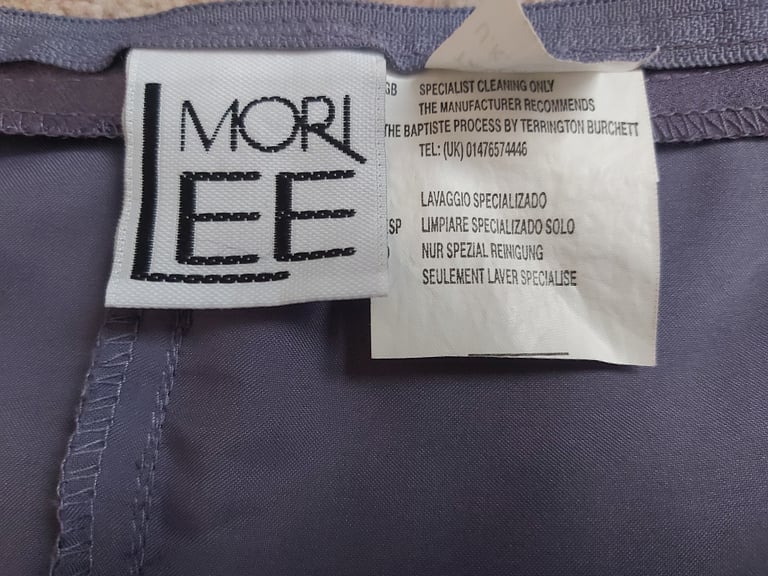 MORI
LEE
GB SPECIALIST CLEANING ONLY
THE MANUFACTURER RECOMMENDS
THE BAPTISTE PROCESS BY TERRINGTON BURCHETT
TEL: (UK) 01476574446
LAVAGGIO SPECIALIZADO
ESP LIMPIARE SPECIALIZADO SOLO
NUR SPEZIAL REINIGUNG
SEULEMENT LAVER SPECIALISE